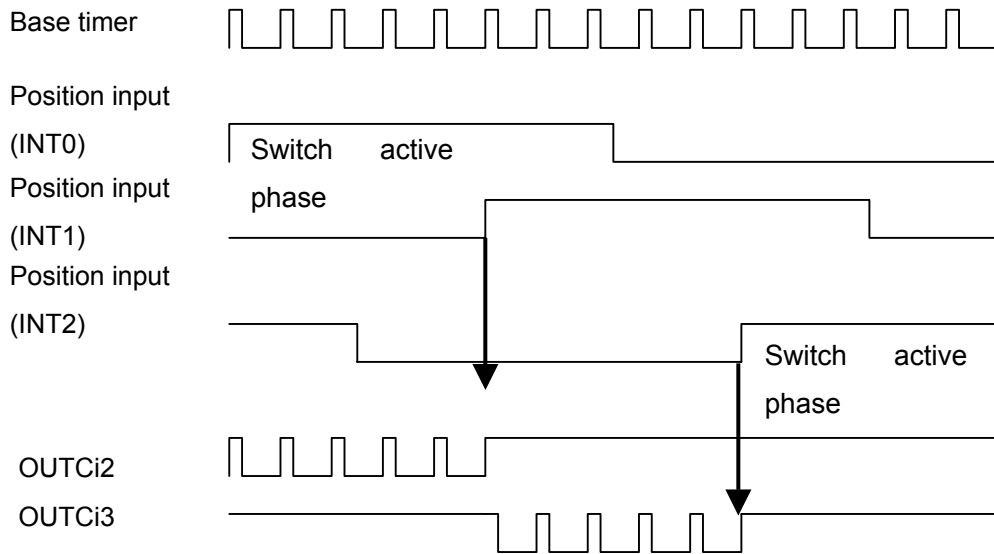 Base timer
Position input
(INT0)
Switch active
phase
Position input
(INT1)
Position input
(INT2)
Switch active
phase
OUTCi2
OUTCi3